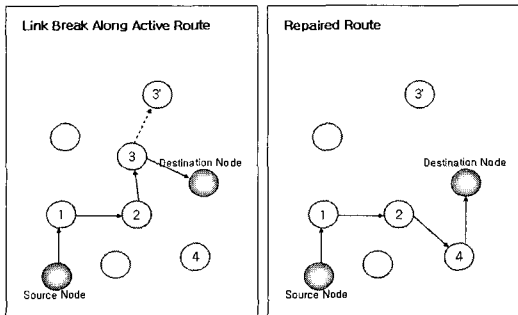 Link Break Along Active Route
3'
3
Destination Node
1
2
4
Source Node
Repaired Route
3'
Destination Node
1
2
4
Source Node